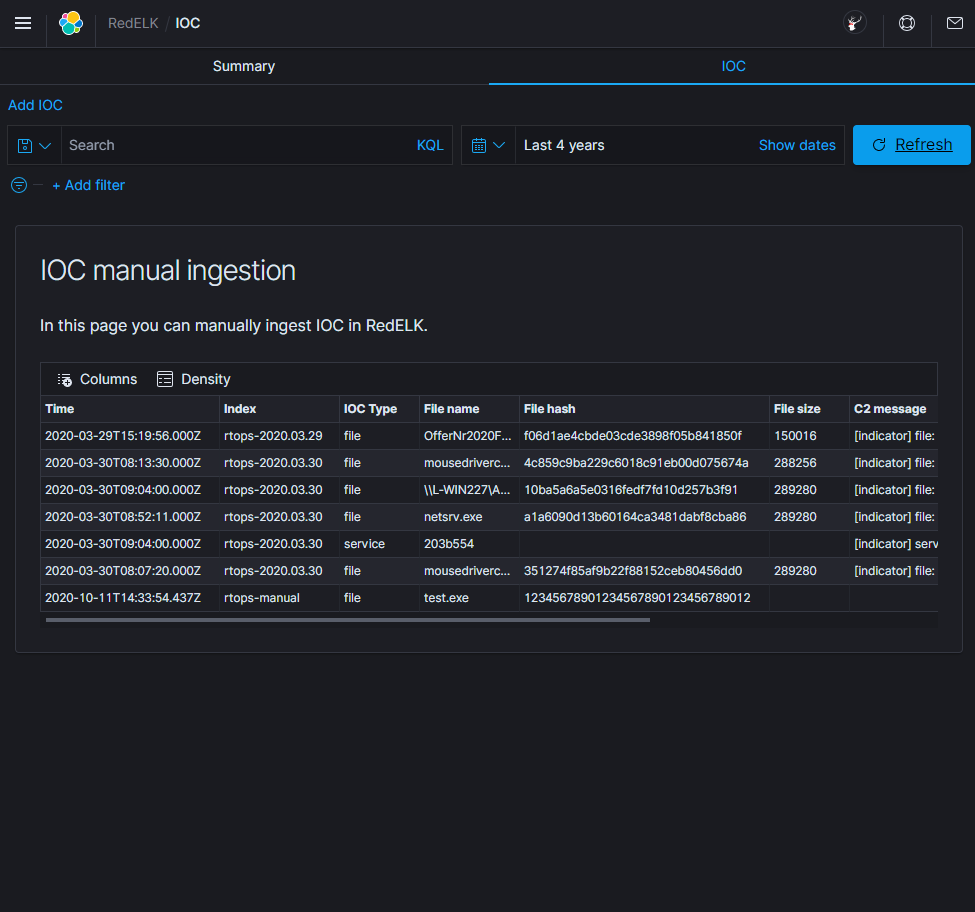 RedELK / IOC
Summary IOC
Add IOC
Search KQL Last 4 years Show dates Refresh
+ Add filter
IOC manual ingestion
In this page you can manually ingest IOC in RedELK.
Columns Density
Time Index IOC Type File name File hash File size C2 message
2020-03-29T15:19:56.000Z rtops-2020.03.29 file OfferNr2020F... f06d1ae4cbde03cde3898f05b841850f 150016 [indicator] file:
2020-03-30T08:13:30.000Z rtops-2020.03.30 file mousedriverc... 4c859c9ba229c6018c91eb00d075674a 288256 [indicator] file:
2020-03-30T09:04:00.000Z rtops-2020.03.30 file \\L-WIN227\A... 10ba5a6a5e0316fedf7fd10d257b3f91 289280 [indicator] file:
2020-03-30T08:52:11.000Z rtops-2020.03.30 file netsrv.exe a1a6090d13b60164ca3481dabf8cba86 289280 [indicator] file:
2020-03-30T09:04:00.000Z rtops-2020.03.30 service 203b554 [indicator] serv
2020-03-30T08:07:20.000Z rtops-2020.03.30 file mousedriverc... 351274f85af9b22f88152ceb80456dd0 289280 [indicator] file:
2020-10-11T14:33:54.437Z rtops-manual file test.exe 12345678901234567890123456789012